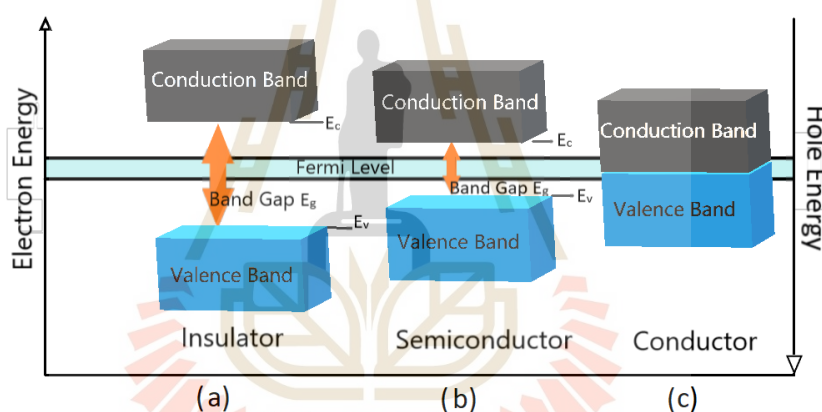 Electron Energy
Hole Energy
Conduction Band
Conduction Band
Conduction Band
Ec
Ec
Fermi Level
Band Gap Eg
Band Gap Eg
Ev
Ev
Valence Band
Valence Band
Valence Band
Insulator
Semiconductor
Conductor
(a)
(b)
(c)